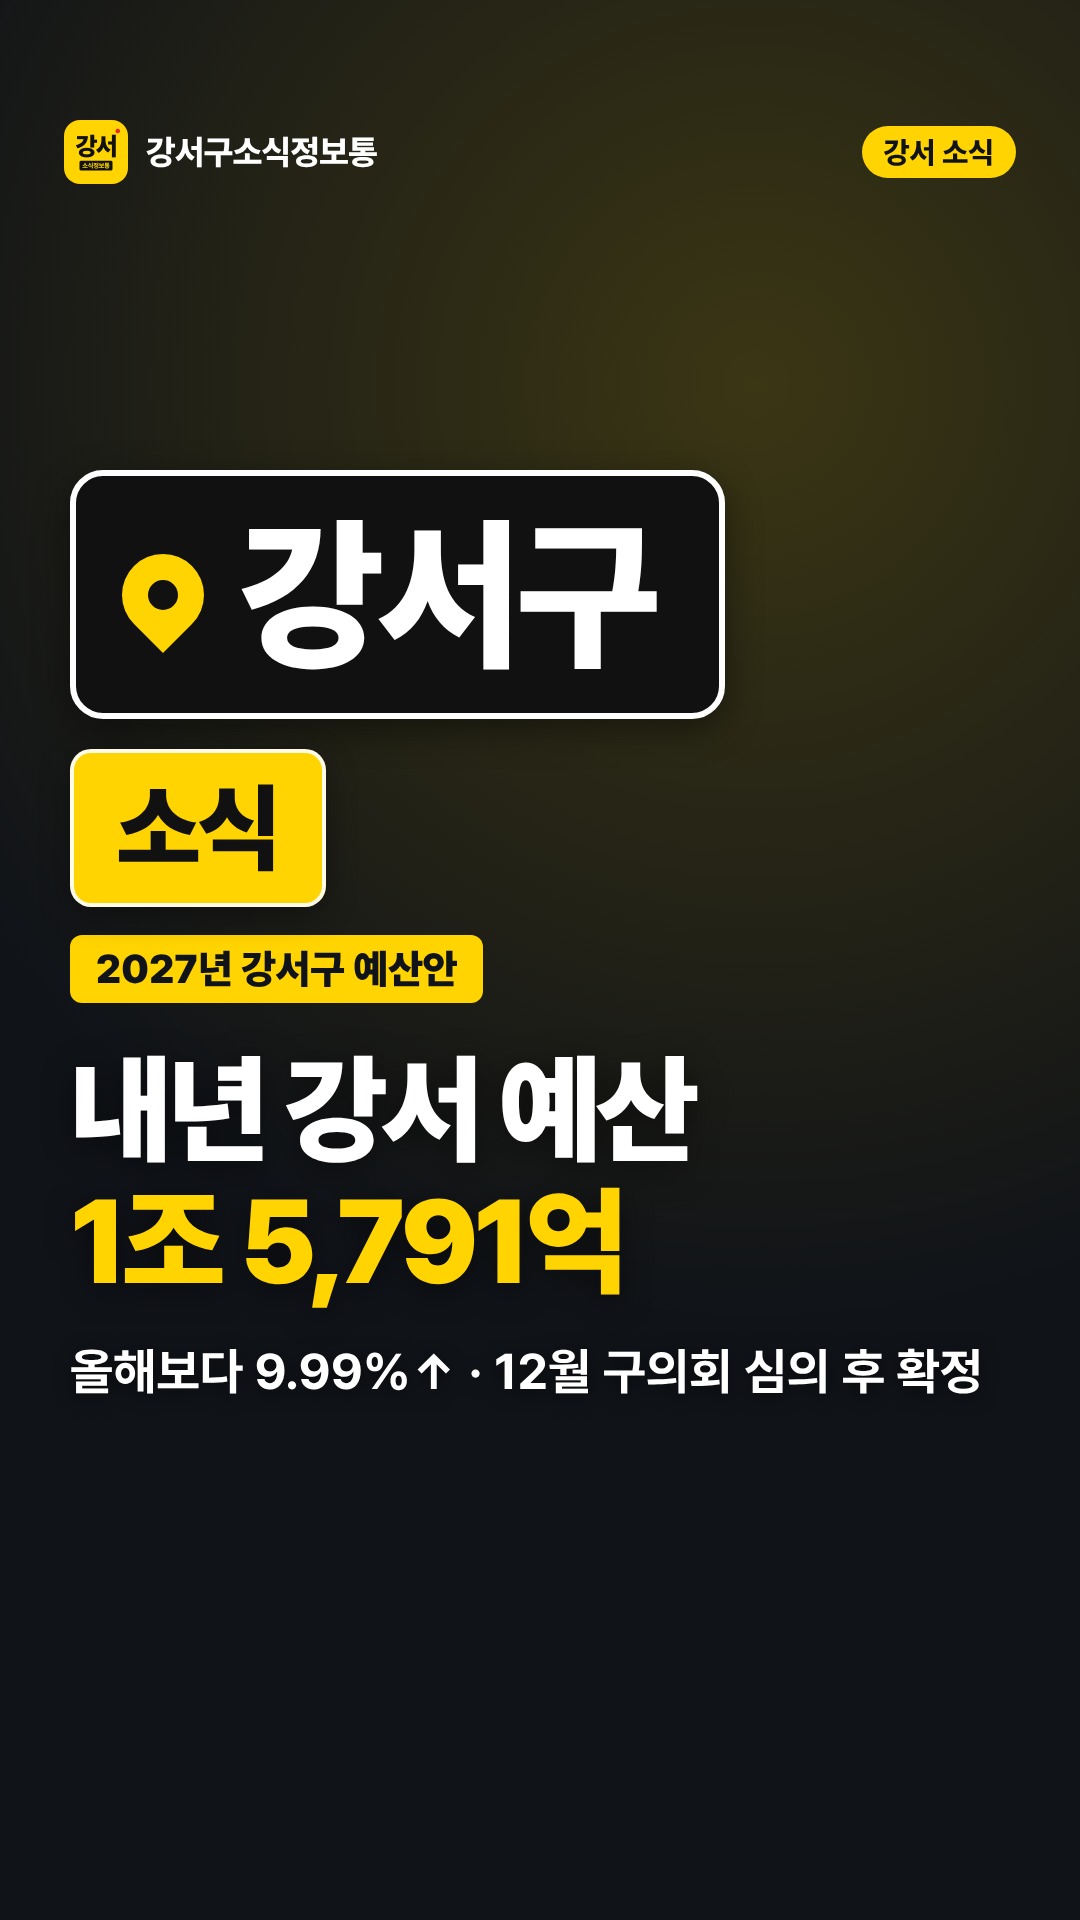 강서
소식정보통
강서구소식정보통
강서 소식
강서구
소식
2027년 강서구 예산안
내년 강서 예산
1조 5,791억
올해보다 9.99%↑ · 12월 구의회 심의 후 확정